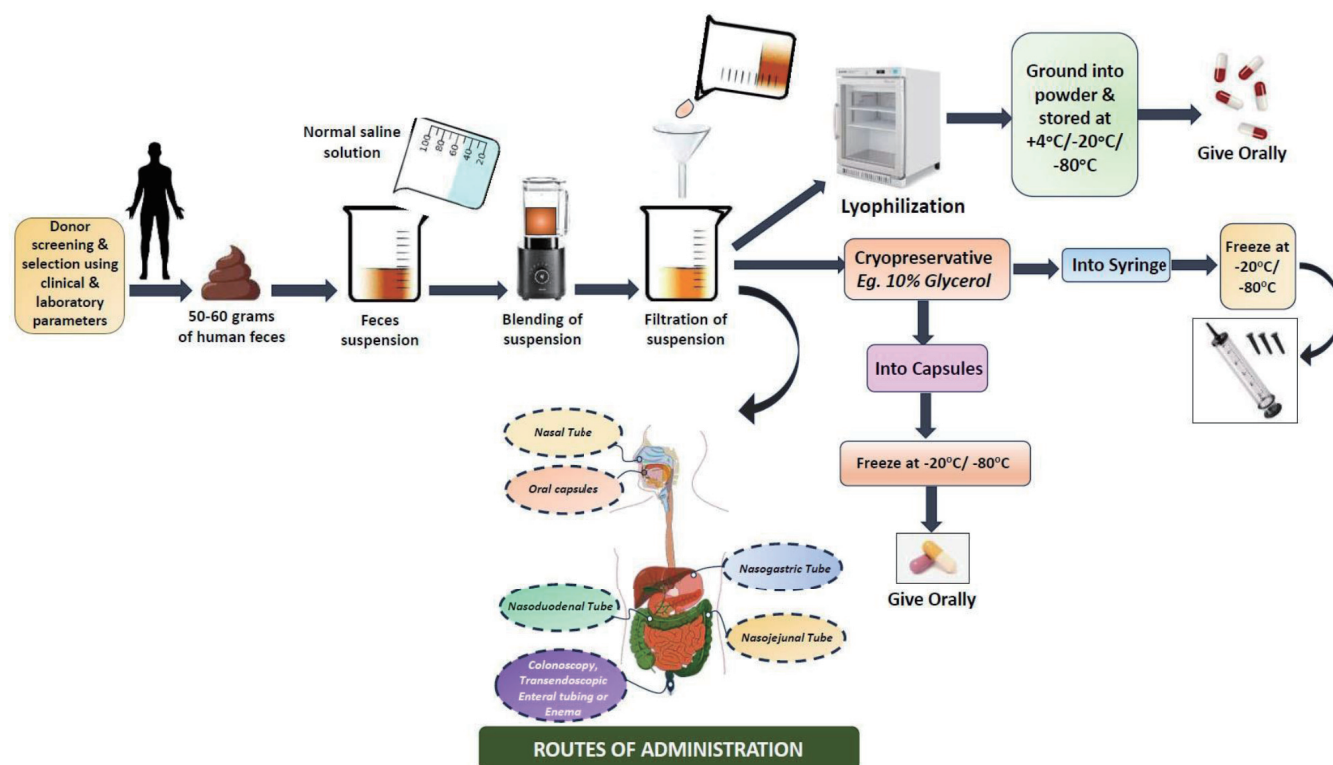 Donor
screening &
selection using
clinical &
laboratory
parameters
50-60 grams
of human feces
Normal saline
solution
100
80
60
40
20
Feces
suspension
Blending of
suspension
Filtration of
suspension
Lyophilization
Ground into
powder &
stored at
+4°C/-20°C/
-80°C
Give Orally
Cryopreservative
Eg. 10% Glycerol
Into Syringe
Freeze at
-20°C/
-80°C
Into Capsules
Freeze at -20°C/ -80°C
Give Orally
Nasal Tube
Oral capsules
Nasogastric Tube
Nasoduodenal Tube
Nasojejunal Tube
Colonoscopy,
Transendoscopic
Enteral tubing or
Enema
ROUTES OF ADMINISTRATION